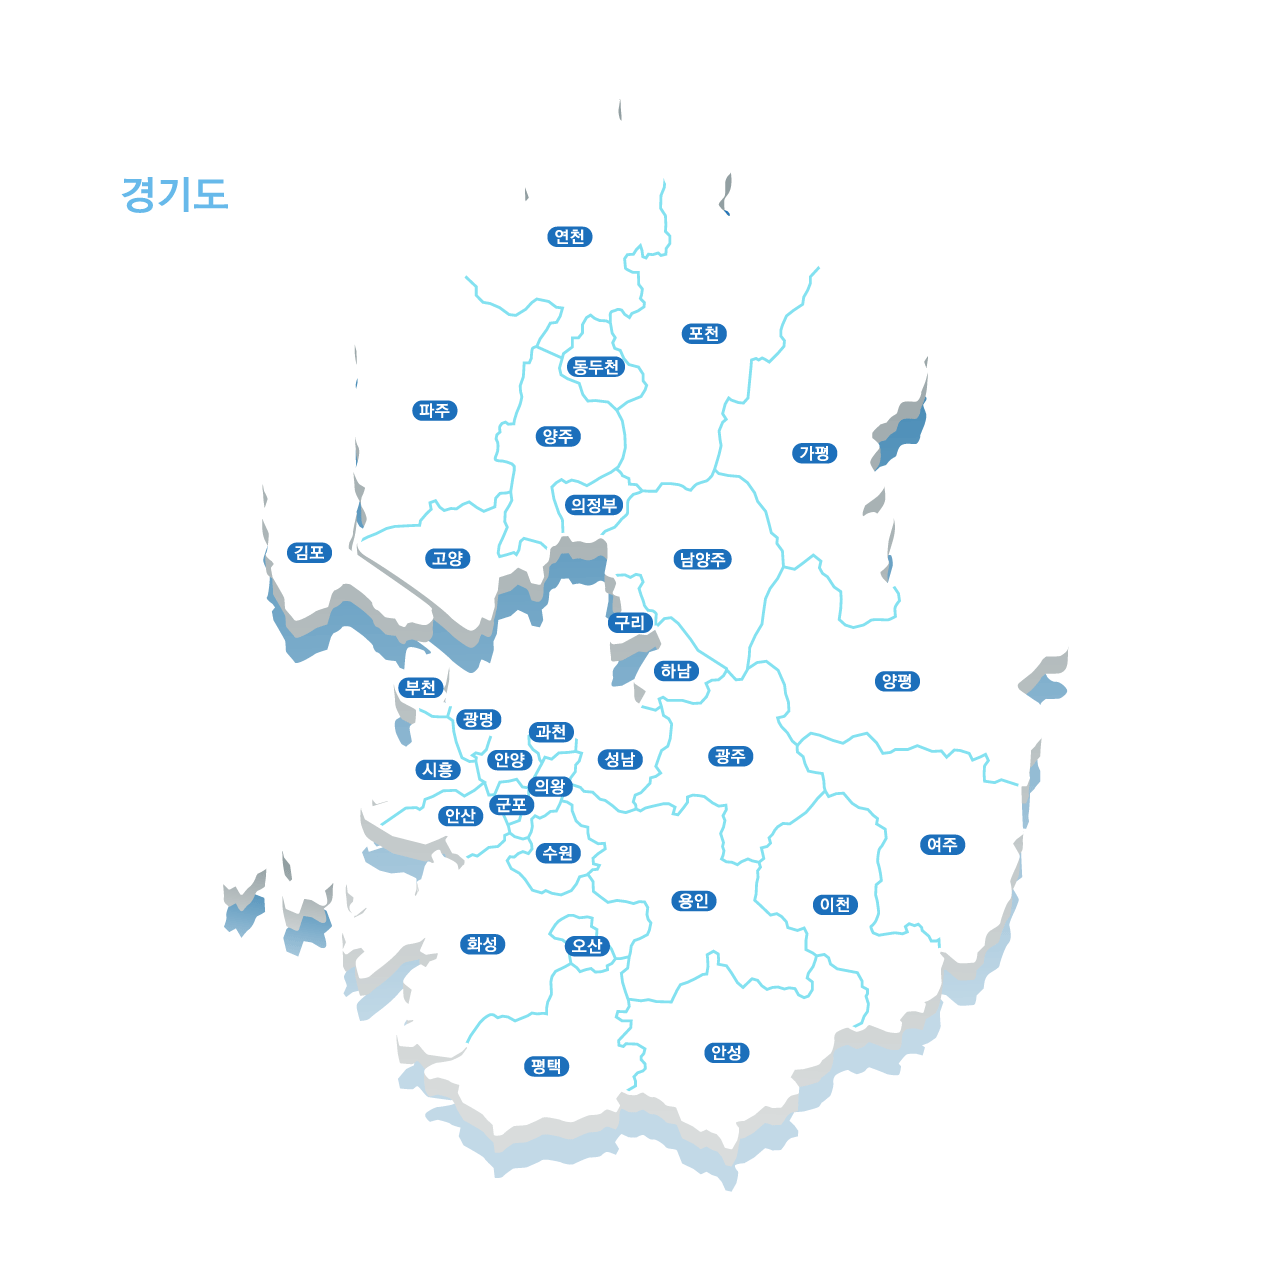 경기도
연천
포천
동두천
파주
양주
가평
의정부
김포
고양
남양주
구리
하남
양평
부천
광명
과천
안양
성남
광주
시흥
의왕
군포
안산
여주
수원
용인
이천
화성
오산
안성
평택